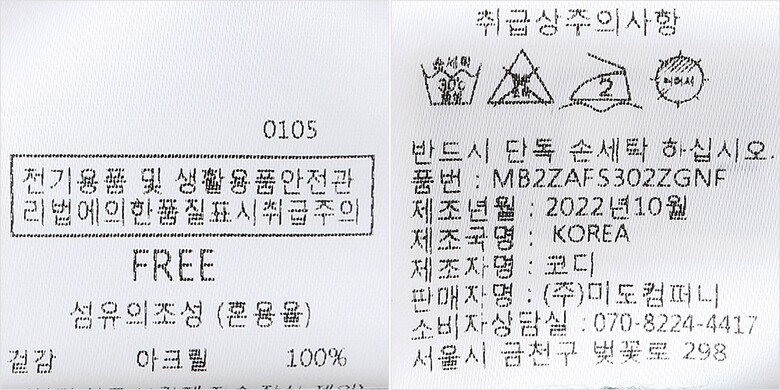 0105
전기용품 및 생활용품안전관
리법에의한품질표시취급주의
FREE
섬유의조성 (혼용율)
겉감 아크릴 100%
취급상주의사항
손세탁
30℃
중성
2
뉘어서
반드시 단독 손세탁 하십시오.
품번 : MB2ZAFS302ZGNF
제조년월 : 2022년10월
제조국명 : KOREA
제조자명 : 코디
판매자명 : (주)미도컴퍼니
소비자상담실 : 070-8224-4417
서울시 금천구 벚꽃로 298